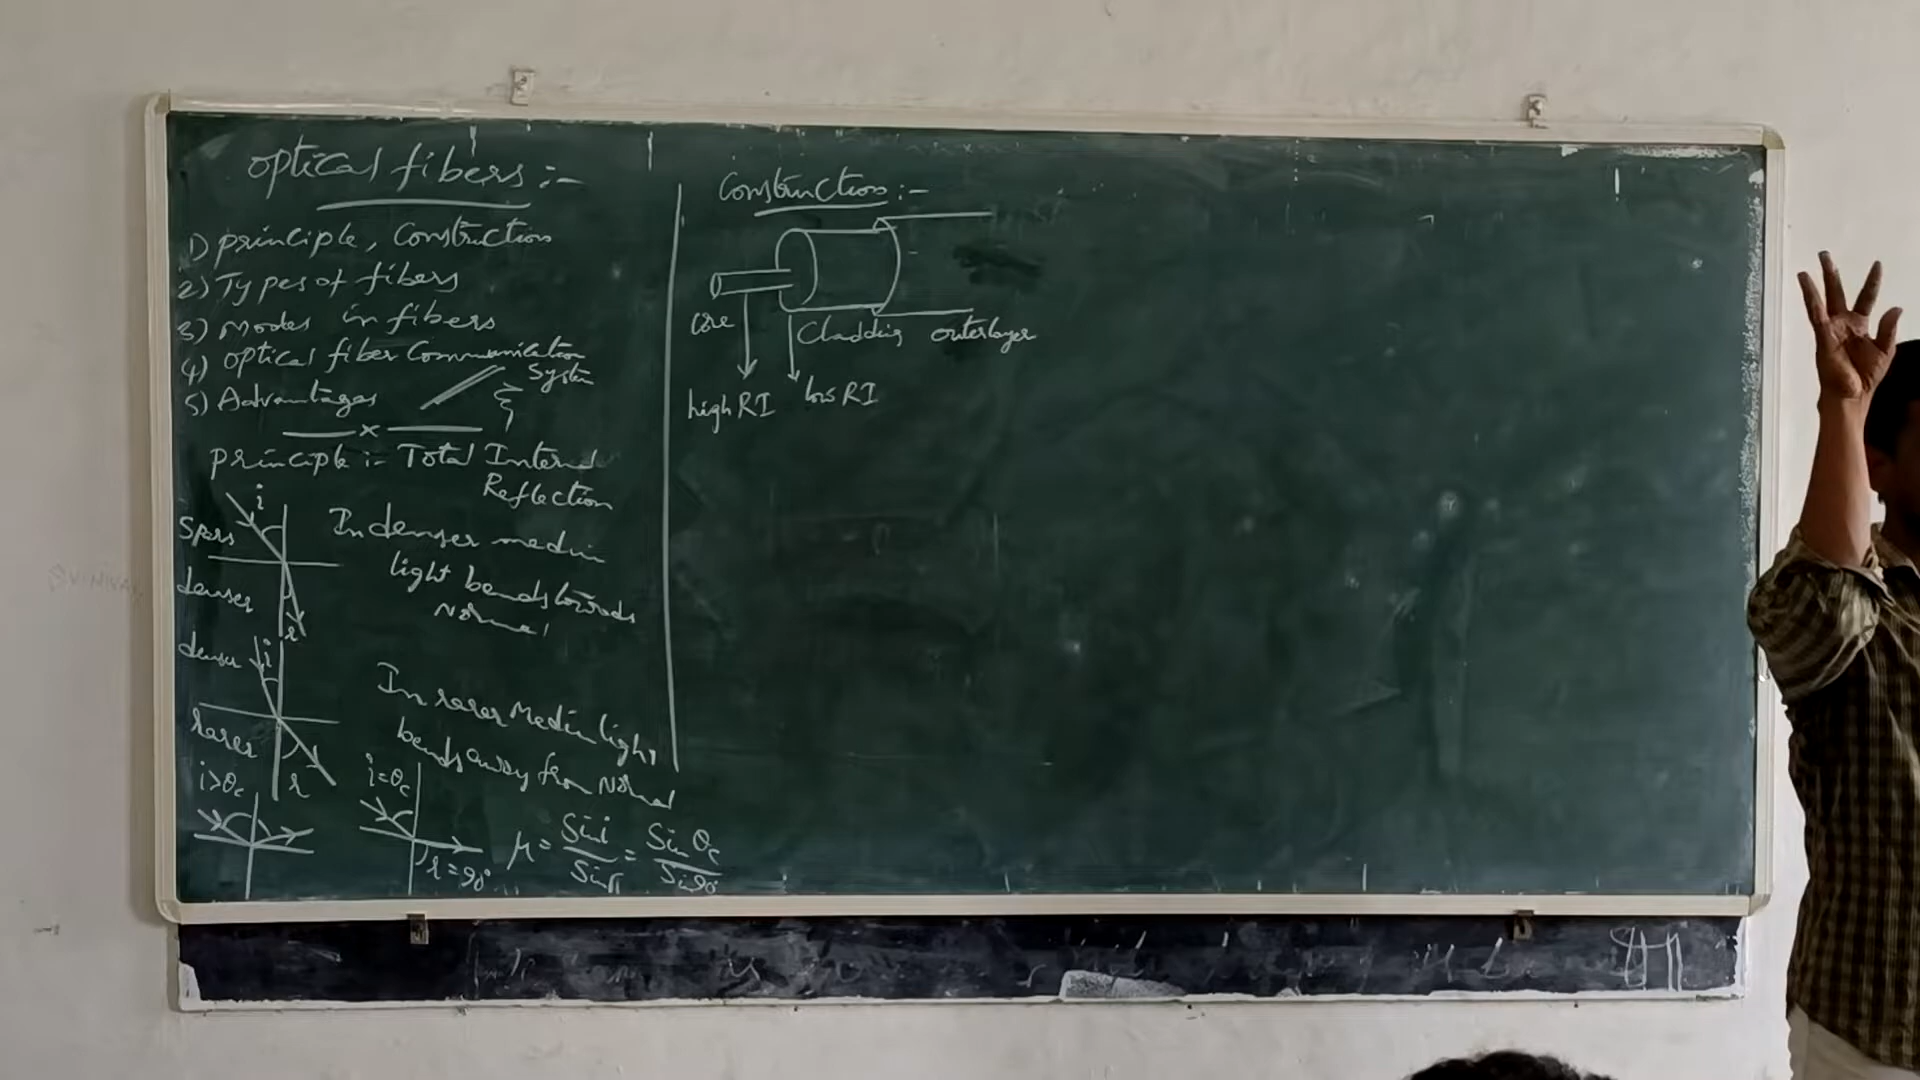 Optical fibers :-
1) principle, Construction
2) Types of fibers
3) Modes in fibers
4) optical fiber Communication
System
5) Advantages
x
principle :- Total Internal
Reflection
i
denser
r
In denser medium
light bends towards
Normal
denser
i
rarer
r
In rarer Medium light
bends away from Normal
i>θc
i=θc
r=90°
μ= Sin i / Sin r = Sin θc / Sin 90°
Construction :-
Core
Cladding
outer layer
high RI
low RI